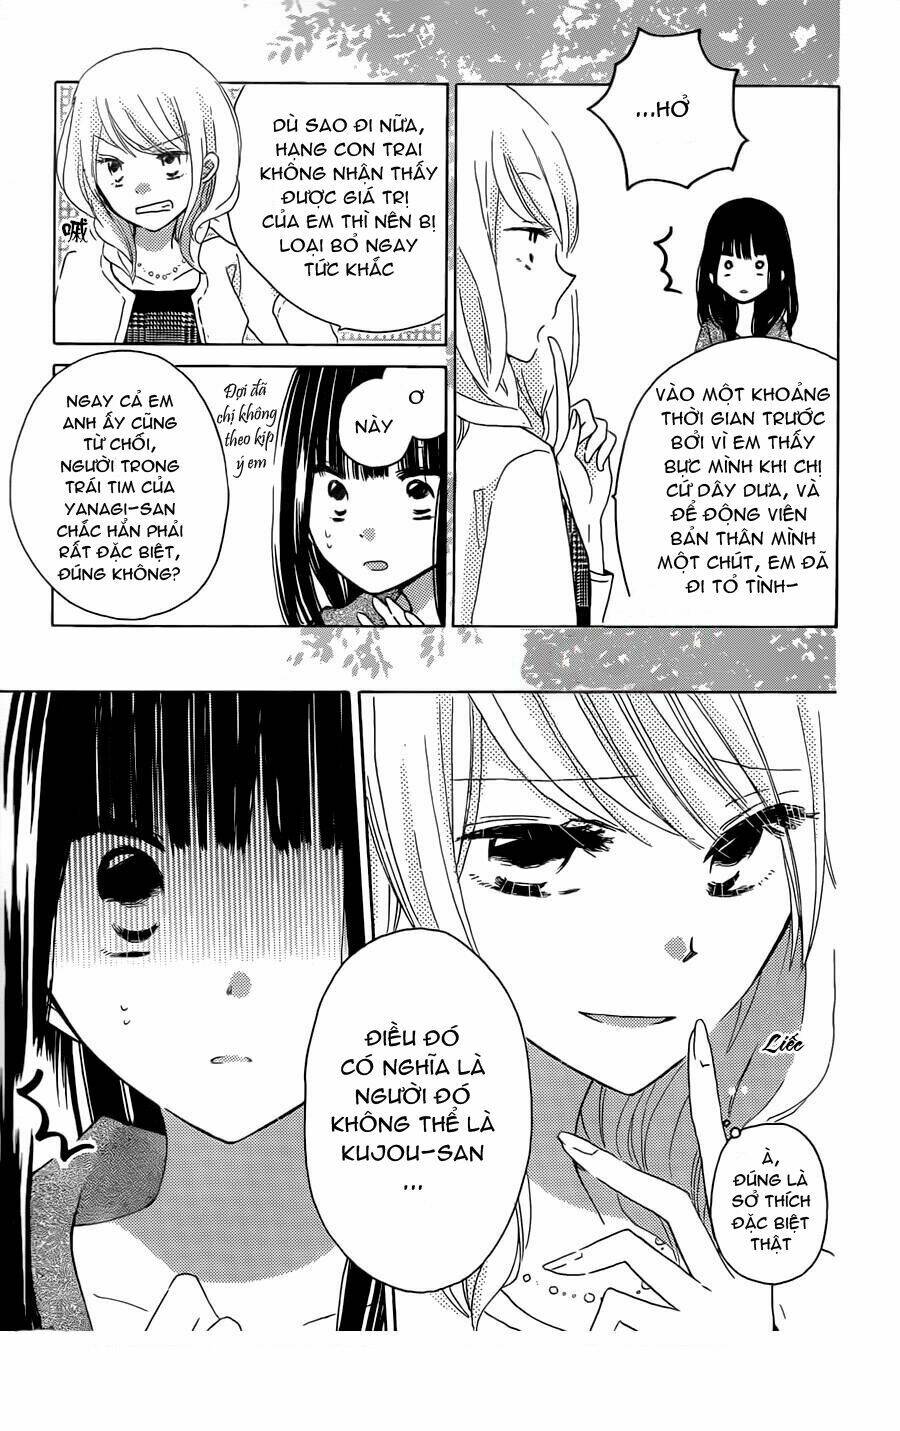 ...HỞ
VÀO MỘT KHOẢNG
THỜI GIAN TRƯỚC
BỞI VÌ EM THẤY
BỰC MÌNH KHI CHỊ
CỨ DÂY DƯA, VÀ
ĐỂ ĐỘNG VIÊN
BẢN THÂN MÌNH
MỘT CHÚT, EM ĐÃ
ĐI TỎ TÌNH-
DÙ SAO ĐI NỮA,
HẠNG CON TRAI
KHÔNG NHẬN THẤY
ĐƯỢC GIÁ TRỊ
CỦA EM THÌ NÊN BỊ
LOẠI BỎ NGAY
TỨC KHẮC
Ơ
NÀY
Đợi đã
chị không
theo kịp
ý em
NGAY CẢ EM
ANH ẤY CŨNG
TỪ CHỐI,
NGƯỜI TRONG
TRÁI TIM CỦA
YANAGI-SAN
CHẮC HẲN PHẢI
RẤT ĐẶC BIỆT,
ĐÚNG KHÔNG?
Liếc
ĐIỀU ĐÓ
CÓ NGHĨA LÀ
NGƯỜI ĐÓ
KHÔNG THỂ LÀ
KUJOU-SAN
...
À,
ĐÚNG LÀ
SỞ THÍCH
ĐẶC BIỆT
THẬT